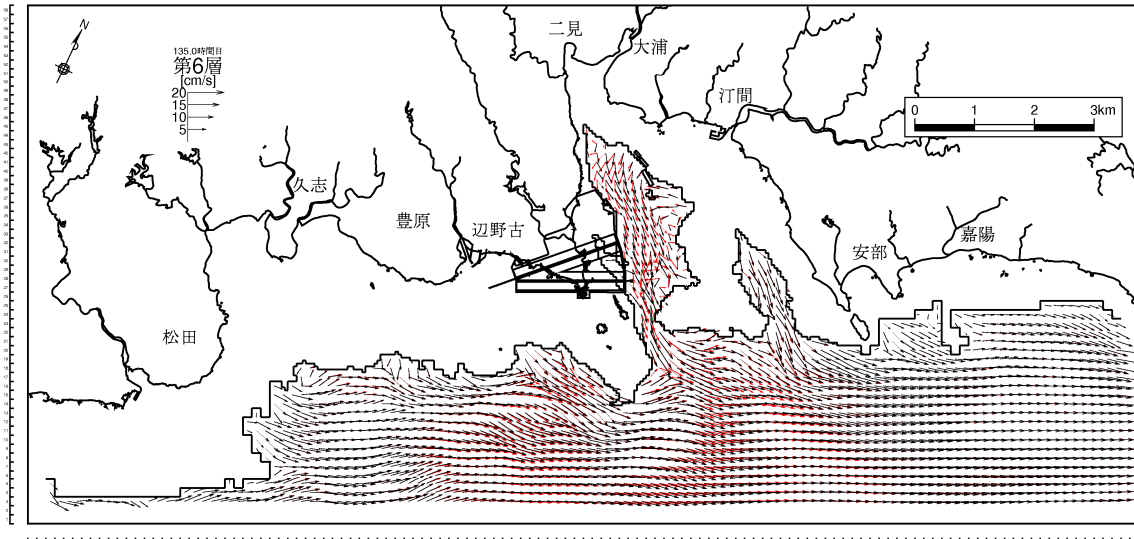 N
135.0時間目
第6層
[cm/s]
20
15
10
5
二見
大浦
汀間
0 1 2 3km
久志
豊原
辺野古
安部
嘉陽
松田